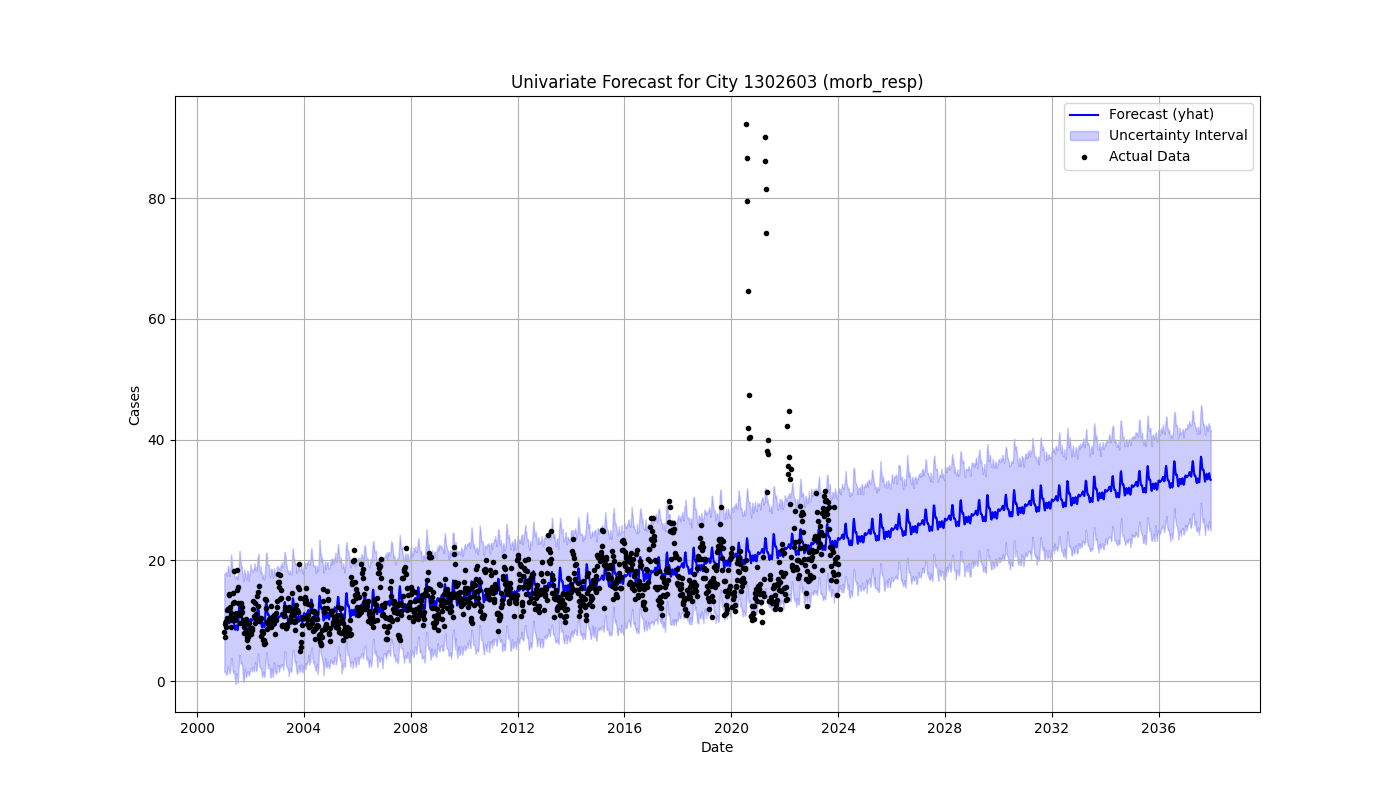 Univariate Forecast for City 1302603 (morb_resp)
Forecast (yhat)
Uncertainty Interval
Actual Data
Cases
80
60
40
20
0
2000 2004 2008 2012 2016 2020 2024 2028 2032 2036
Date